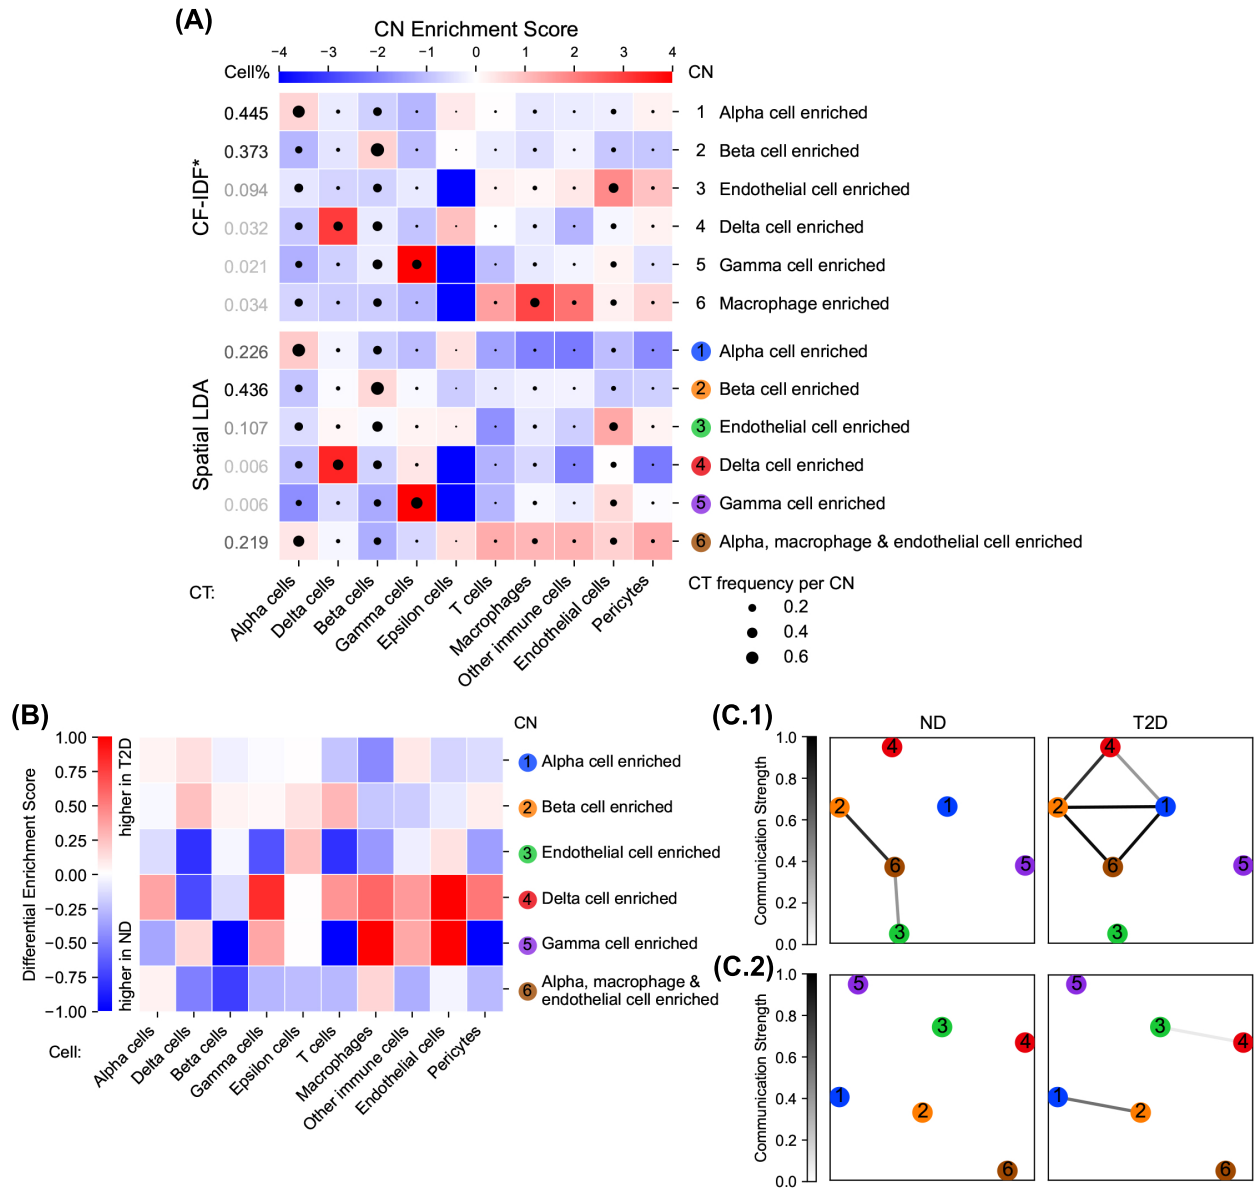 (A)
CN Enrichment Score
−4 −3 −2 −1 0 1 2 3 4
Cell% CN
CF-IDF*
0.445 1 Alpha cell enriched
0.373 2 Beta cell enriched
0.094 3 Endothelial cell enriched
0.032 4 Delta cell enriched
0.021 5 Gamma cell enriched
0.034 6 Macrophage enriched
Spatial LDA
0.226 1 Alpha cell enriched
0.436 2 Beta cell enriched
0.107 3 Endothelial cell enriched
0.006 4 Delta cell enriched
0.006 5 Gamma cell enriched
0.219 6 Alpha, macrophage & endothelial cell enriched
CT:
Alpha cells
Delta cells
Beta cells
Gamma cells
Epsilon cells
T cells
Macrophages
Other immune cells
Endothelial cells
Pericytes
CT frequency per CN
0.2
0.4
0.6
(B)
Differential Enrichment Score
1.00
0.75
0.50
0.25
0.00
−0.25
−0.50
−0.75
−1.00
higher in T2D
higher in ND
CN
1 Alpha cell enriched
2 Beta cell enriched
3 Endothelial cell enriched
4 Delta cell enriched
5 Gamma cell enriched
6 Alpha, macrophage &
endothelial cell enriched
Cell:
Alpha cells
Delta cells
Beta cells
Gamma cells
Epsilon cells
T cells
Macrophages
Other immune cells
Endothelial cells
Pericytes
(C.1)
ND T2D
Communication Strength
1.0
0.8
0.6
0.4
0.2
0.0
4
2
1
6
5
3
4
2
1
6
5
3
(C.2)
Communication Strength
1.0
0.8
0.6
0.4
0.2
0.0
5
3
4
1
2
6
5
3
4
1
2
6